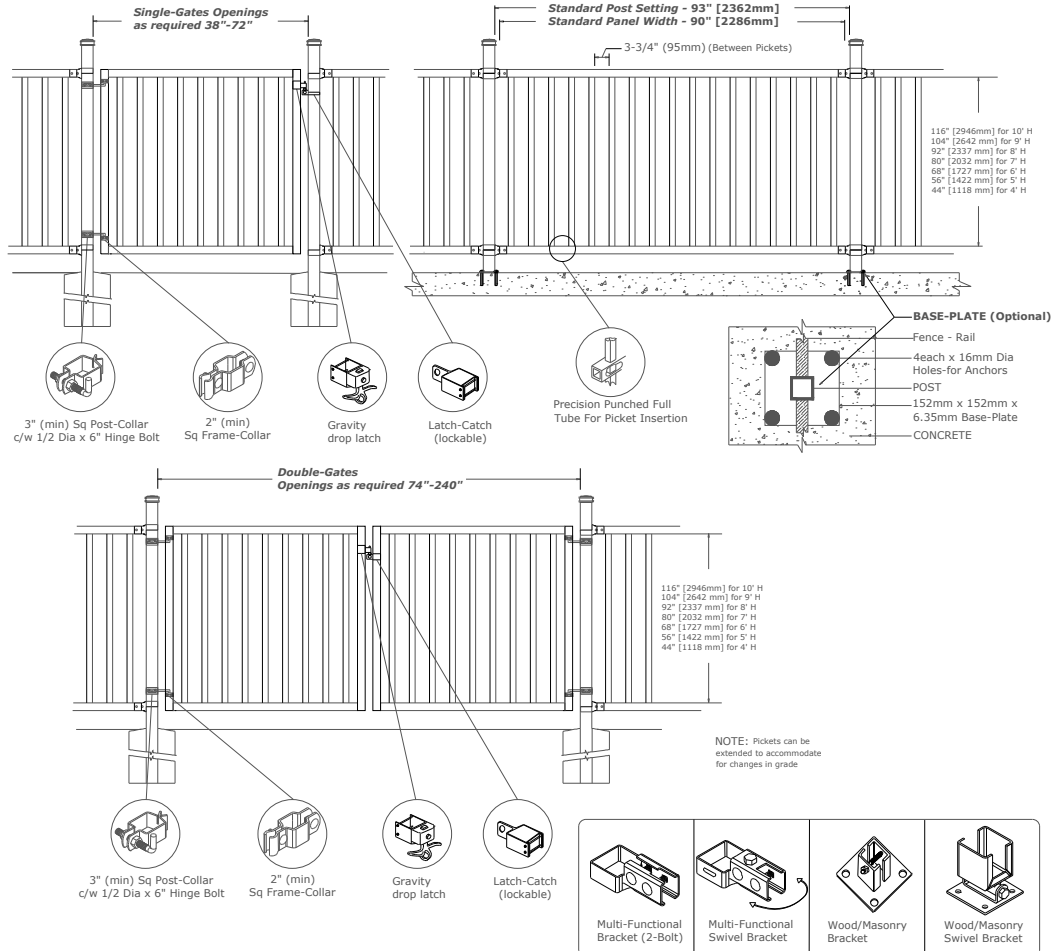 Single-Gates Openings
as required 38"-72"
Standard Post Setting - 93" [2362mm]
Standard Panel Width - 90" [2286mm]
3-3/4" (95mm) (Between Pickets)
116" [2946mm] for 10' H
104" [2642 mm] for 9' H
92" [2337 mm] for 8' H
80" [2032 mm] for 7' H
68" [1727 mm] for 6' H
56" [1422 mm] for 5' H
44" [1118 mm] for 4' H
3" (min) Sq Post-Collar
c/w 1/2 Dia x 6" Hinge Bolt
2" (min)
Sq Frame-Collar
Gravity
drop latch
Latch-Catch
(lockable)
Precision Punched Full
Tube For Picket Insertion
BASE-PLATE (Optional)
Fence - Rail
4each x 16mm Dia
Holes-for Anchors
POST
152mm x 152mm x
6.35mm Base-Plate
CONCRETE
Double-Gates
Openings as required 74"-240"
116" [2946mm] for 10' H
104" [2642 mm] for 9' H
92" [2337 mm] for 8' H
80" [2032 mm] for 7' H
68" [1727 mm] for 6' H
56" [1422 mm] for 5' H
44" [1118 mm] for 4' H
NOTE: Pickets can be
extended to accommodate
for changes in grade
3" (min) Sq Post-Collar
c/w 1/2 Dia x 6" Hinge Bolt
2" (min)
Sq Frame-Collar
Gravity
drop latch
Latch-Catch
(lockable)
Multi-Functional
Bracket (2-Bolt)
Multi-Functional
Swivel Bracket
Wood/Masonry
Bracket
Wood/Masonry
Swivel Bracket